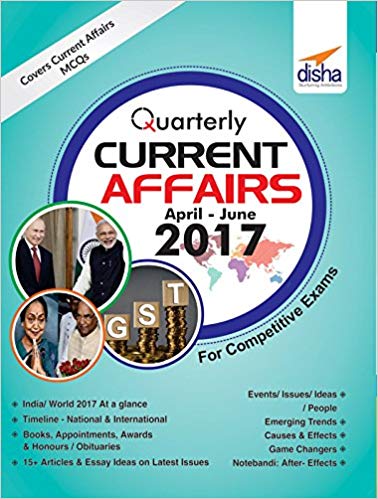 Covers Current Affairs
MCQs
disha
Nurturing Ambitions
Quarterly
CURRENT
AFFAIRS
April - June
2017
GST
For Competitive Exams
India/ World 2017 At a glance
Timeline - National & International
Books, Appointments, Awards
& Honours / Obituaries
15+ Articles & Essay Ideas on Latest Issues
Events/ Issues/ Ideas
/ People
Emerging Trends
Causes & Effects
Game Changers
Notebandi: After- Effects